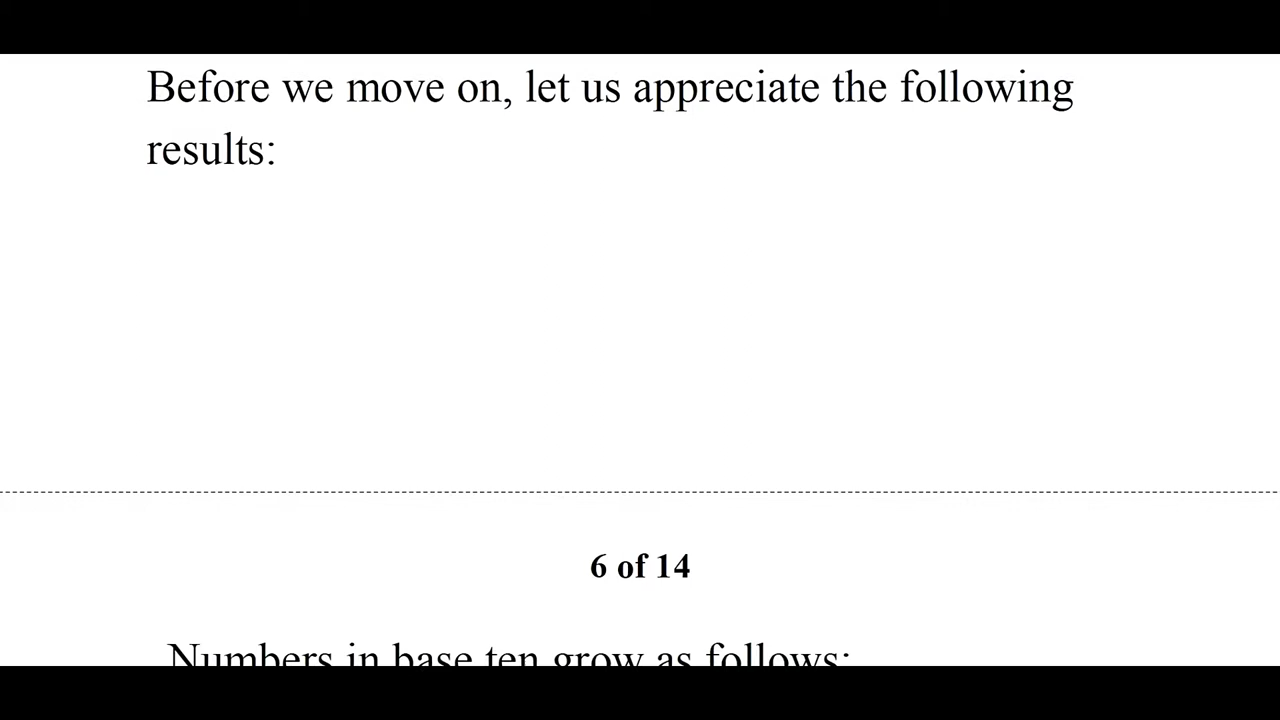 Before we move on, let us appreciate the following
results:
6 of 14
Numbers in base ten grow as follows: